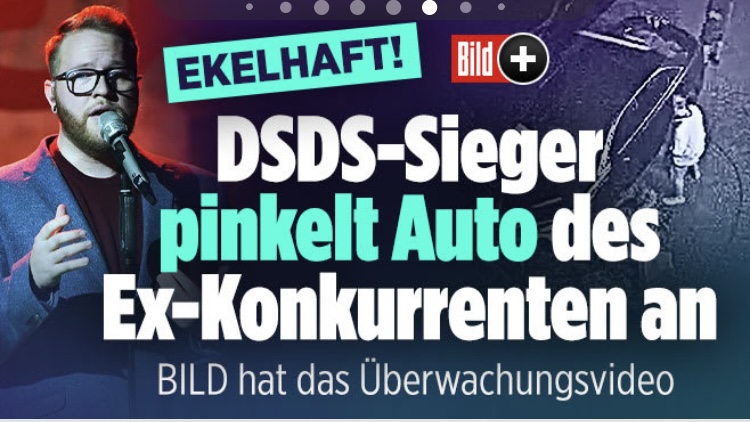 EKELHAFT!
Bild +
DSDS-Sieger
pinkelt Auto des
Ex-Konkurrenten an
BILD hat das Überwachungsvideo